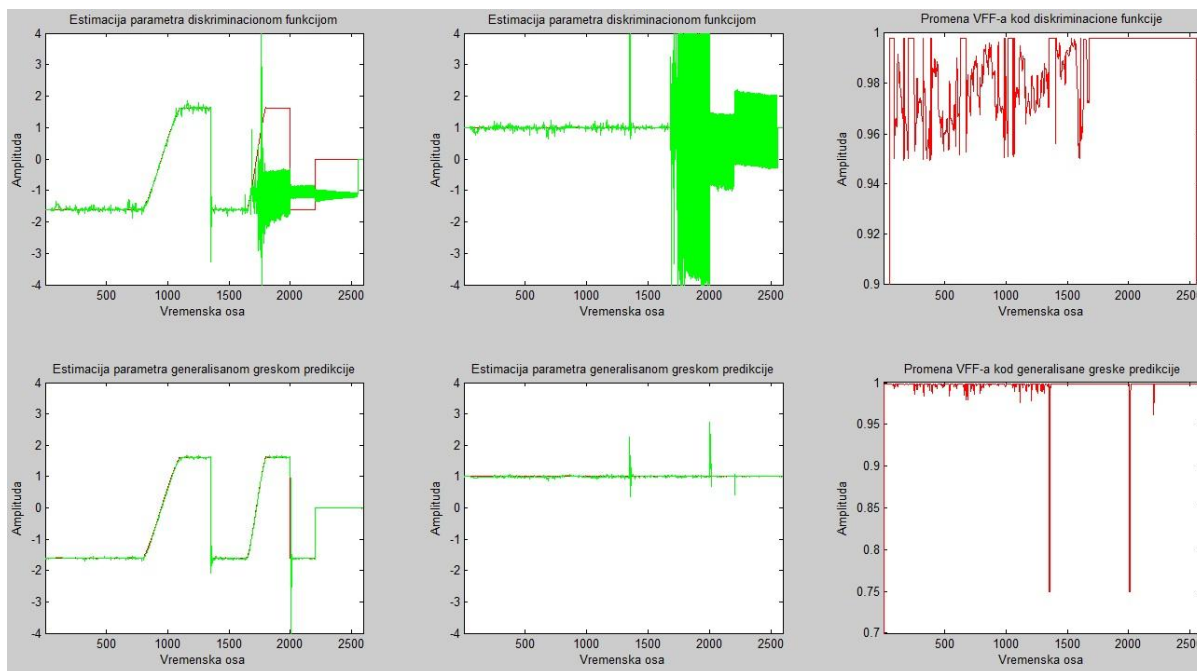 Estimacija parametra diskriminacionom funkcijom
Amplituda
4
3
2
1
0
-1
-2
-3
-4
500 1000 1500 2000 2500
Vremenska osa
Estimacija parametra diskriminacionom funkcijom
Amplituda
4
3
2
1
0
-1
-2
-3
-4
500 1000 1500 2000 2500
Vremenska osa
Promena VFF-a kod diskriminacione funkcije
Amplituda
1
0.98
0.96
0.94
0.92
0.9
500 1000 1500 2000 2500
Vremenska osa
Estimacija parametra generalisanom greskom predikcije
Amplituda
4
3
2
1
0
-1
-2
-3
-4
500 1000 1500 2000 2500
Vremenska osa
Estimacija parametra generalisanom greskom predikcije
Amplituda
4
3
2
1
0
-1
-2
-3
-4
500 1000 1500 2000 2500
Vremenska osa
Promena VFF-a kod generalisane greske predikcije
Amplituda
1
0.95
0.9
0.85
0.8
0.75
0.7
500 1000 1500 2000 2500
Vremenska osa